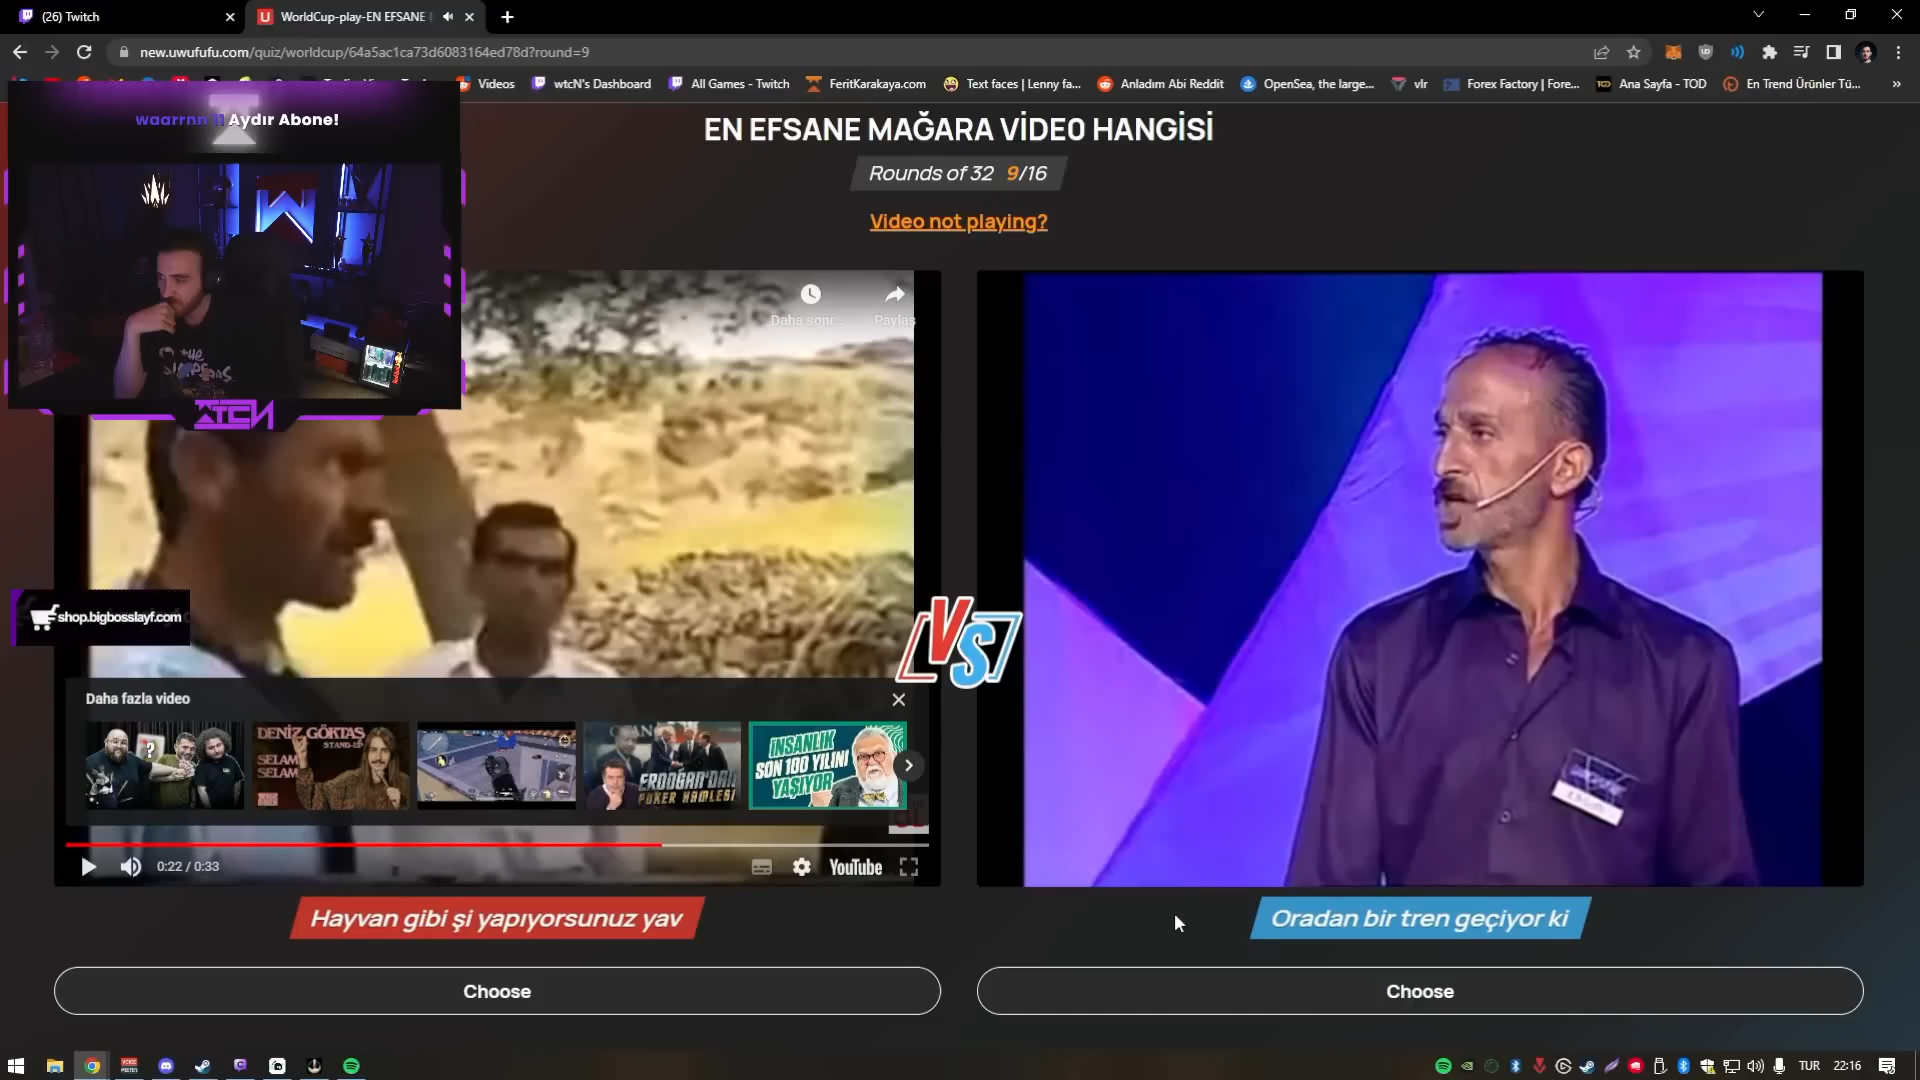 (26) Twitch
WorldCup-play-EN EFSANE
new.uwufufu.com/quiz/worldcup/64a5ac1ca73d6083164ed78d?round=9
Videos
wtcN's Dashboard
All Games - Twitch
FeritKarakaya.com
Text faces | Lenny fa...
Anladım Abi Reddit
OpenSea, the large...
vlr
Forex Factory | Fore...
Ana Sayfa - TOD
En Trend Ürünler Tü...
Aydır Abone!
EN EFSANE MAĞARA VİDEO HANGİSİ
Rounds of 32 9/16
Video not playing?
Daha sonr...
Paylaş
WTCN
shop.bigbosslayf.com
VS
Daha fazla video
DENİZ GÖKTAŞ
STAND-UP
SELAM
SELAM
ERDOĞAN'DAN
POKER HAMLESİ
İNSANLIK
SON 100 YILINI
YAŞIYOR
0:22 / 0:33
YouTube
Hayvan gibi şi yapıyorsunuz yav
Oradan bir tren geçiyor ki
Choose
Choose
TUR
22:16